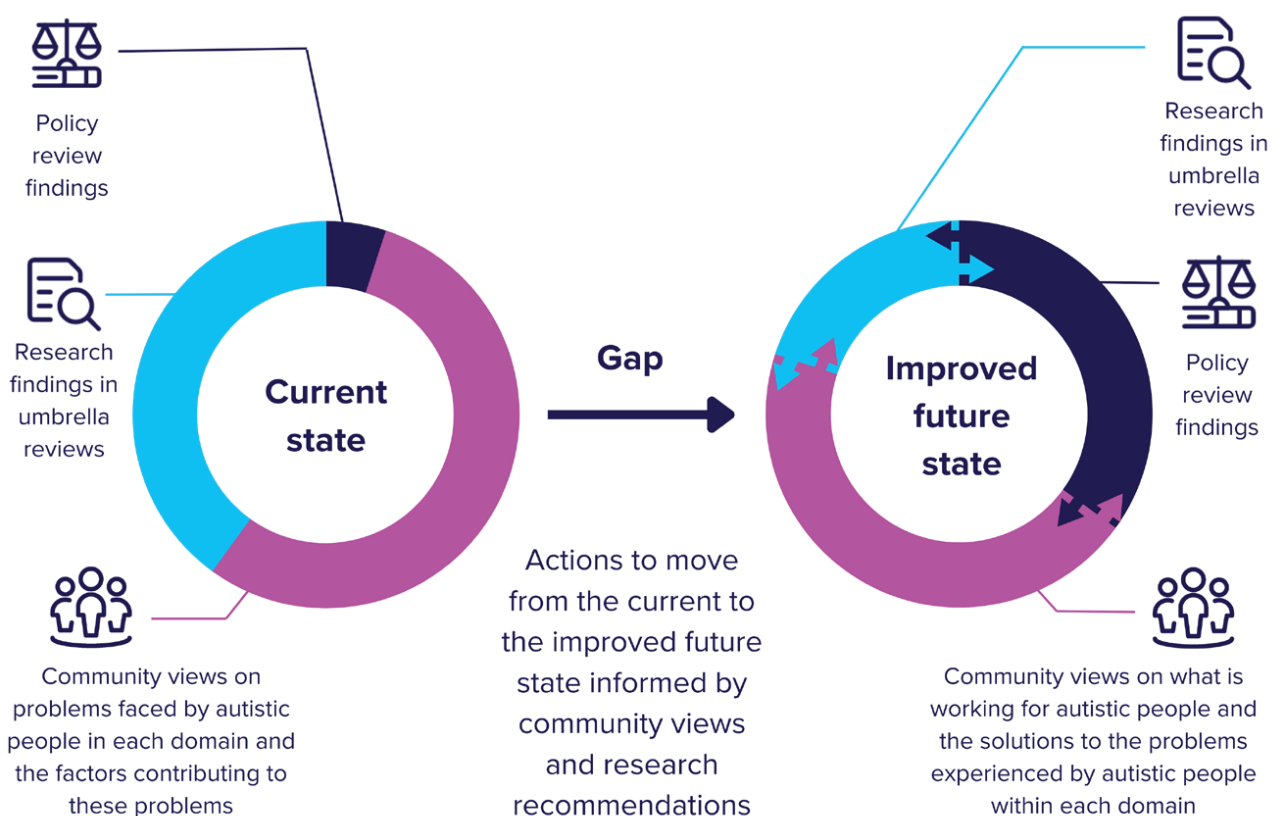 Policy
review
findings
Research
findings in
umbrella
reviews
Community views on
problems faced by autistic
people in each domain and
the factors contributing to
these problems
Current
state
Gap
Actions to move
from the current to
the improved future
state informed by
community views
and research
recommendations
Improved
future
state
Research
findings in
umbrella
reviews
Policy
review
findings
Community views on what is
working for autistic people and
the solutions to the problems
experienced by autistic people
within each domain